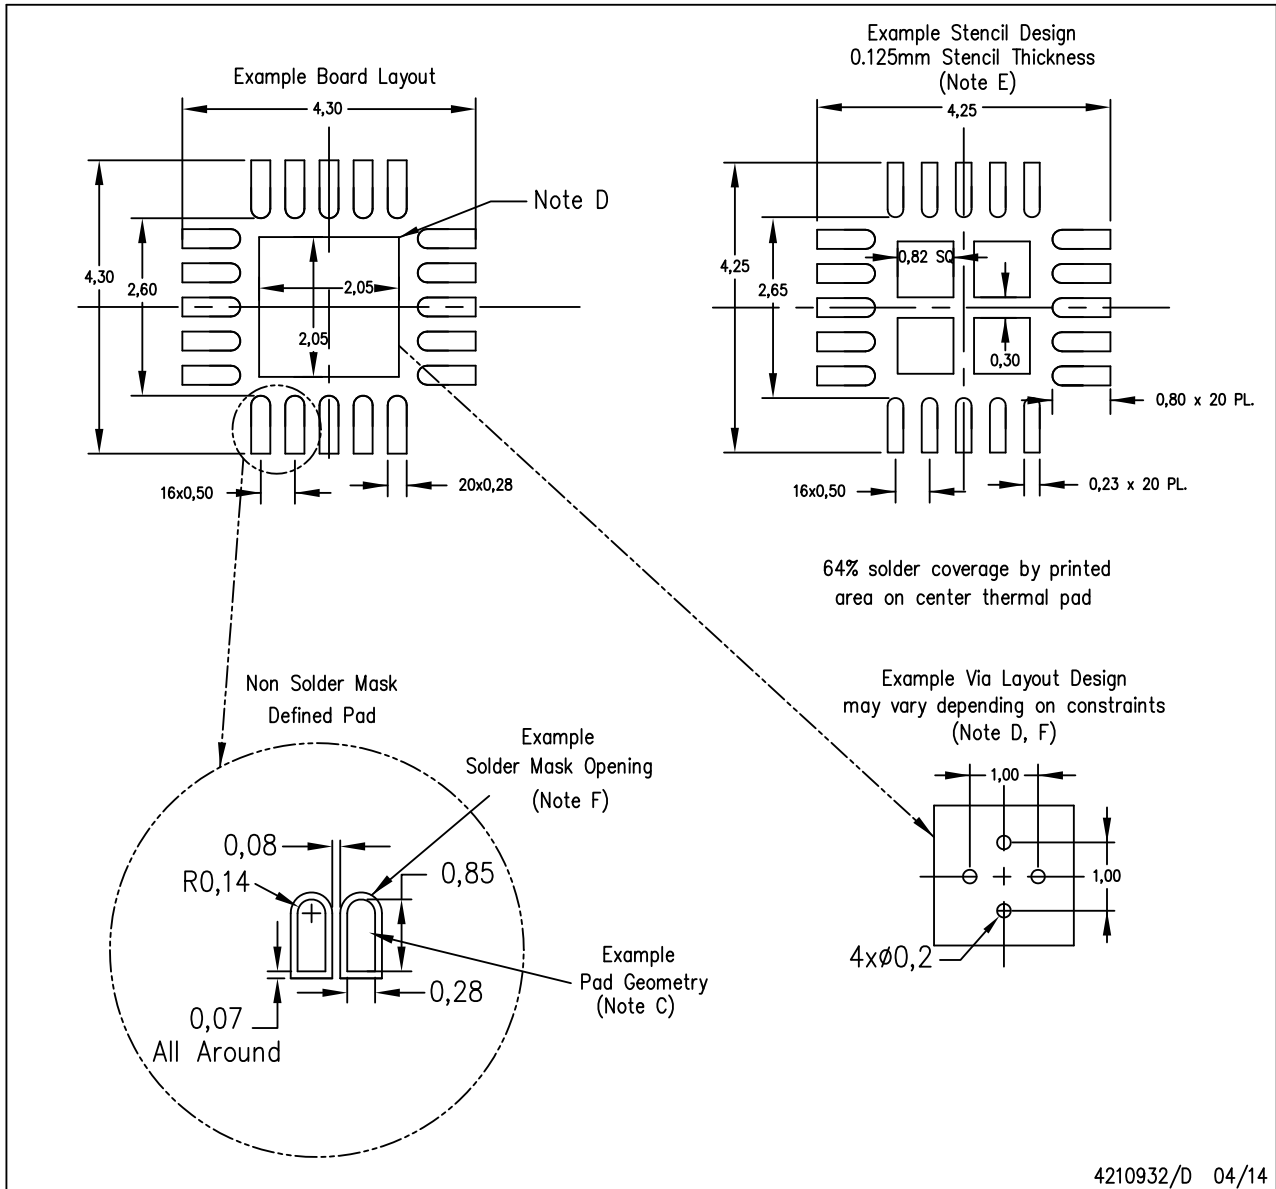 Example Board Layout
4,30
4,30
2,60
2,05
2,05
Note D
16x0,50
20x0,28
Example Stencil Design
0.125mm Stencil Thickness
(Note E)
4,25
4,25
2,65
0,82 SQ
0,30
0,80 x 20 PL.
16x0,50
0,23 x 20 PL.
64% solder coverage by printed
area on center thermal pad
Non Solder Mask
Defined Pad
Example
Solder Mask Opening
(Note F)
0,08
R0,14
0,85
0,28
0,07
All Around
Example
Pad Geometry
(Note C)
Example Via Layout Design
may vary depending on constraints
(Note D, F)
1,00
1,00
4xø0,2
4210932/D 04/14